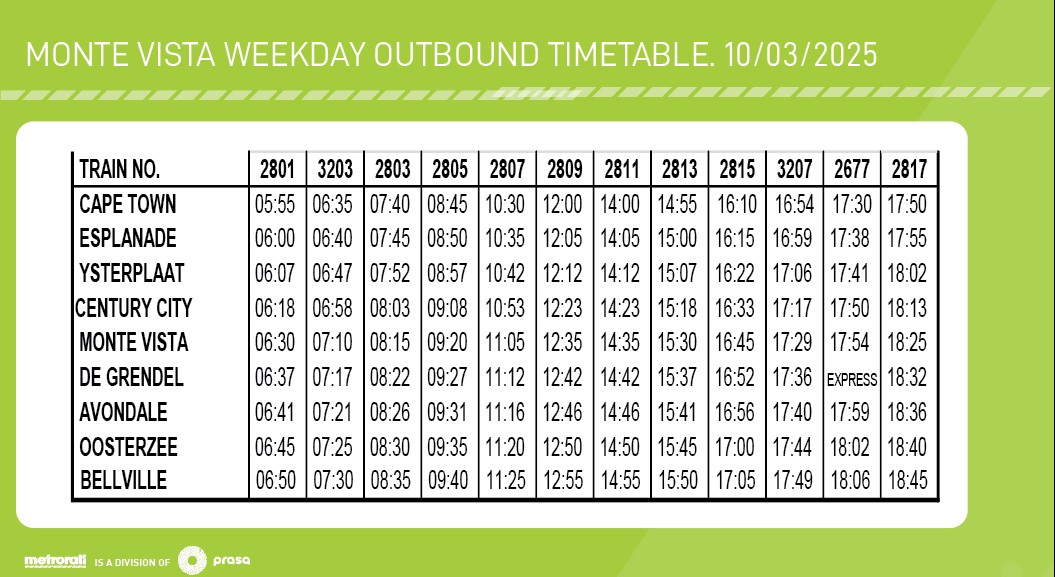 MONTE VISTA WEEKDAY OUTBOUND TIMETABLE. 10/03/2025
TRAIN NO. 2801 3203 2803 2805 2807 2809 2811 2813 2815 3207 2677 2817
CAPE TOWN 05:55 06:35 07:40 08:45 10:30 12:00 14:00 14:55 16:10 16:54 17:30 17:50
ESPLANADE 06:00 06:40 07:45 08:50 10:35 12:05 14:05 15:00 16:15 16:59 17:38 17:55
YSTERPLAAT 06:07 06:47 07:52 08:57 10:42 12:12 14:12 15:07 16:22 17:06 17:41 18:02
CENTURY CITY 06:18 06:58 08:03 09:08 10:53 12:23 14:23 15:18 16:33 17:17 17:50 18:13
MONTE VISTA 06:30 07:10 08:15 09:20 11:05 12:35 14:35 15:30 16:45 17:29 17:54 18:25
DE GRENDEL 06:37 07:17 08:22 09:27 11:12 12:42 14:42 15:37 16:52 17:36 EXPRESS 18:32
AVONDALE 06:41 07:21 08:26 09:31 11:16 12:46 14:46 15:41 16:56 17:40 17:59 18:36
OOSTERZEE 06:45 07:25 08:30 09:35 11:20 12:50 14:50 15:45 17:00 17:44 18:02 18:40
BELLVILLE 06:50 07:30 08:35 09:40 11:25 12:55 14:55 15:50 17:05 17:49 18:06 18:45
metrorail IS A DIVISION OF prasa